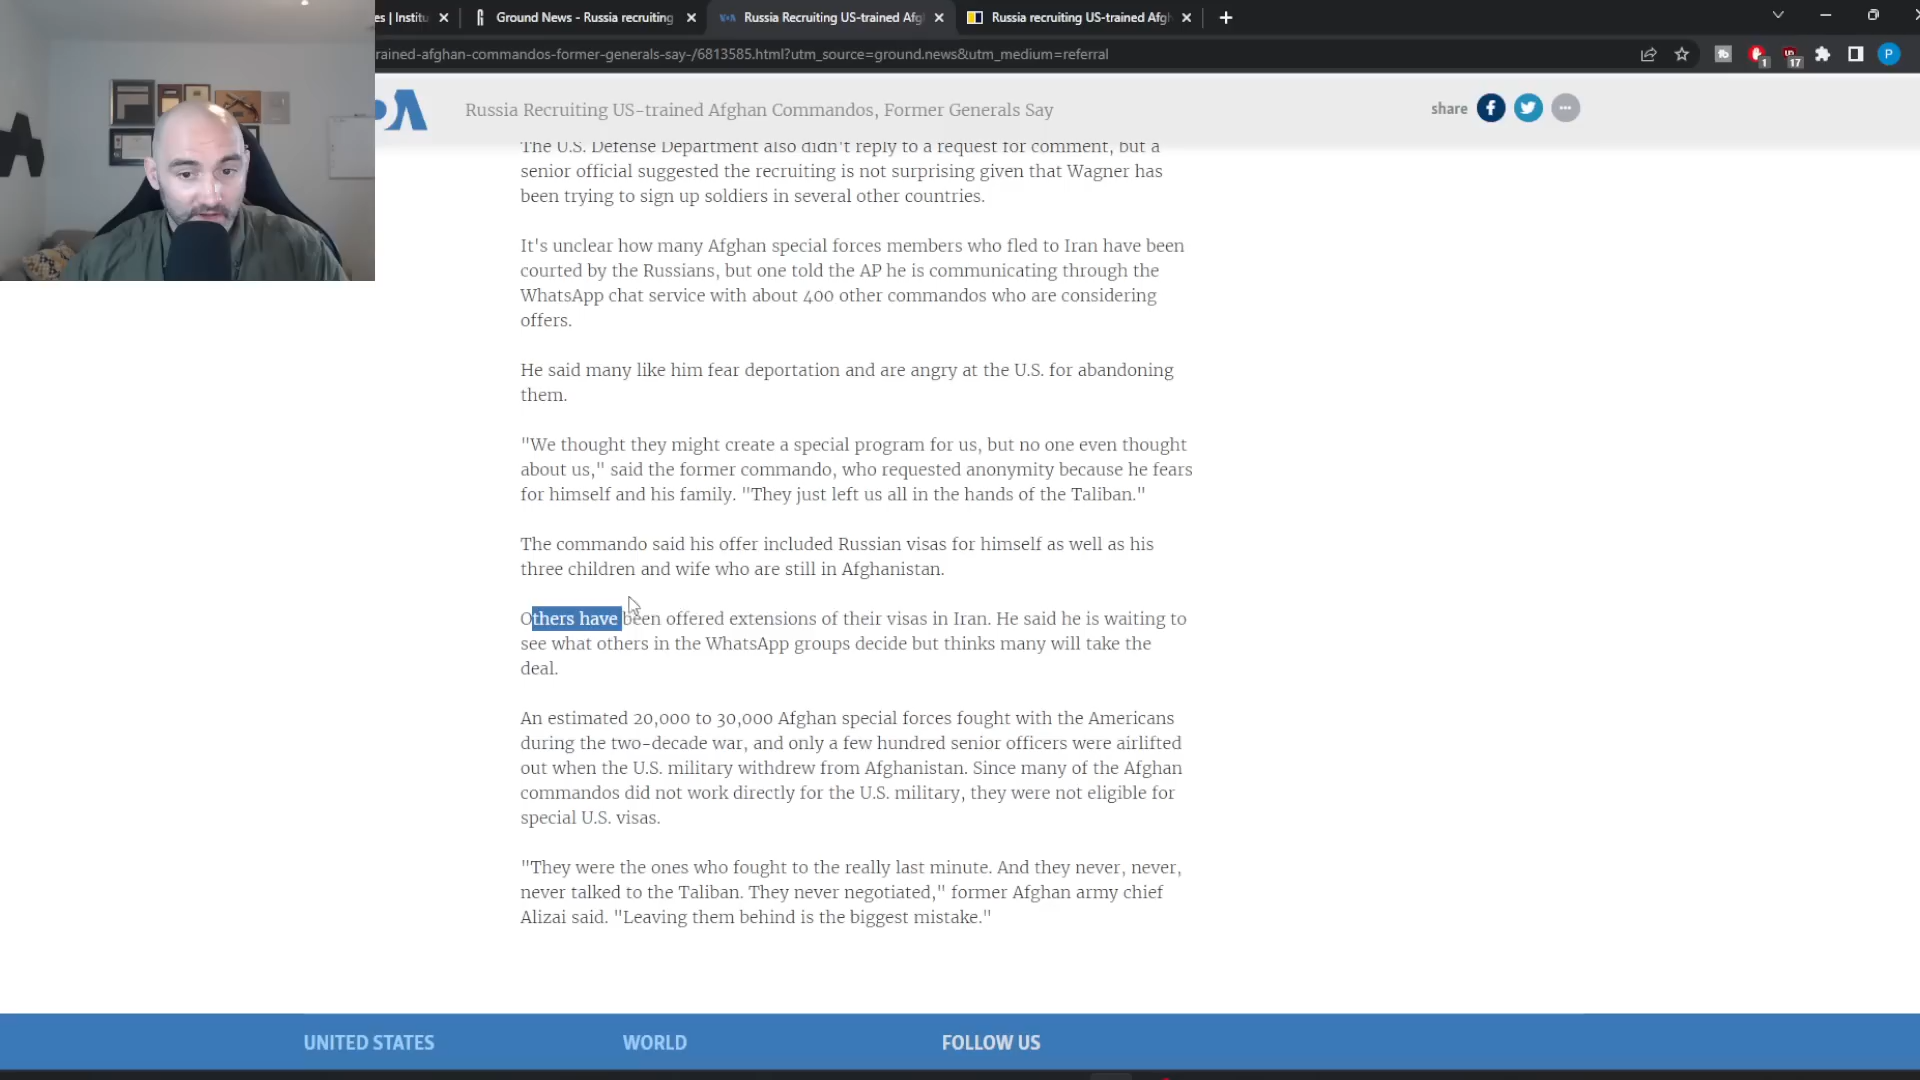 es | Institu
Ground News - Russia recruiting
VOA
Russia Recruiting US-trained Afg
Russia recruiting US-trained Afgh
rained-afghan-commandos-former-generals-say-/6813585.html?utm_source=ground.news&utm_medium=referral
1
17
P
OA
Russia Recruiting US-trained Afghan Commandos, Former Generals Say
share
The U.S. Defense Department also didn't reply to a request for comment, but a
senior official suggested the recruiting is not surprising given that Wagner has
been trying to sign up soldiers in several other countries.
It's unclear how many Afghan special forces members who fled to Iran have been
courted by the Russians, but one told the AP he is communicating through the
WhatsApp chat service with about 400 other commandos who are considering
offers.
He said many like him fear deportation and are angry at the U.S. for abandoning
them.
"We thought they might create a special program for us, but no one even thought
about us," said the former commando, who requested anonymity because he fears
for himself and his family. "They just left us all in the hands of the Taliban."
The commando said his offer included Russian visas for himself as well as his
three children and wife who are still in Afghanistan.
Others have been offered extensions of their visas in Iran. He said he is waiting to
see what others in the WhatsApp groups decide but thinks many will take the
deal.
An estimated 20,000 to 30,000 Afghan special forces fought with the Americans
during the two-decade war, and only a few hundred senior officers were airlifted
out when the U.S. military withdrew from Afghanistan. Since many of the Afghan
commandos did not work directly for the U.S. military, they were not eligible for
special U.S. visas.
"They were the ones who fought to the really last minute. And they never, never,
never talked to the Taliban. They never negotiated," former Afghan army chief
Alizai said. "Leaving them behind is the biggest mistake."
UNITED STATES
WORLD
FOLLOW US